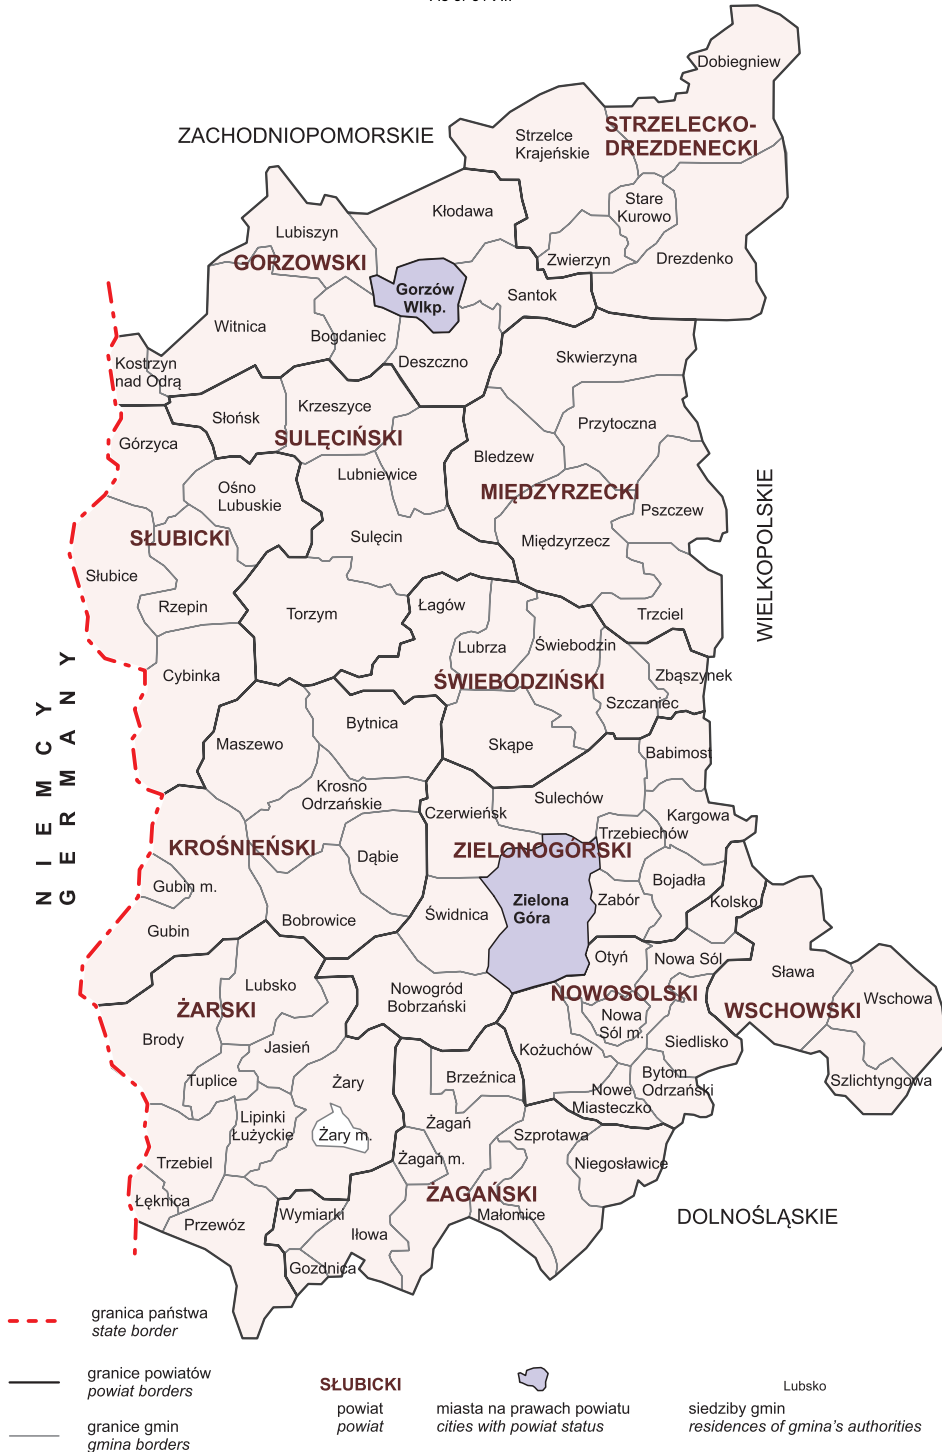 Dobiegniew
STRZELECKO-
DREZDENECKI
ZACHODNIOPOMORSKIE
Strzelce
Krajeńskie
Stare
Kurowo
Kłodawa
Lubiszyn
GORZOWSKI
Zwierzyn
Drezdenko
Gorzów
Wlkp.
Santok
Witnica
Bogdaniec
Deszczno
Skwierzyna
Kostrzyn
nad Odrą
Krzeszyce
Słońsk
Przytoczna
Górzyca
SULĘCIŃSKI
Bledzew
Lubniewice
Ośno
Lubuskie
MIĘDZYRZECKI
Pszczew
WIELKOPOLSKIE
SŁUBICKI
Sulęcin
Międzyrzecz
Słubice
Rzepin
Torzym
Łagów
Trzciel
Lubrza
Świebodzin
Cybinka
ŚWIEBODZIŃSKI
Zbąszynek
Szczaniec
NIEMCY
GERMANY
Bytnica
Maszewo
Skąpe
Babimost
Krosno
Odrzańskie
Sulechów
Czerwieńsk
Kargowa
Trzebiechów
KROŚNIEŃSKI
Dąbie
ZIELONOGÓRSKI
Gubin m.
Bojadła
Zabór
Kolsko
Zielona
Góra
Świdnica
Bobrowice
Gubin
Otyń
Nowa Sól
Sława
Lubsko
Nowogród
Bobrzański
NOWOSOLSKI
WSCHOWSKI
Wschowa
ŻARSKI
Nowa
Sól m.
Brody
Jasień
Kożuchów
Siedlisko
Tuplice
Żary
Brzeźnica
Bytom
Odrzański
Szlichtyngowa
Nowe
Miasteczko
Lipinki
Łużyckie
Żary m.
Żagań
Szprotawa
Trzebiel
Żagań m.
Niegosławice
Łęknica
ŻAGAŃSKI
Przewóz
Wymiarki
Małomice
DOLNOŚLĄSKIE
Iłowa
Gozdnica
granica państwa
state border
granice powiatów
powiat borders
granice gmin
gmina borders
SŁUBICKI
powiat
powiat
miasta na prawach powiatu
cities with powiat status
Lubsko
siedziby gmin
residences of gmina's authorities